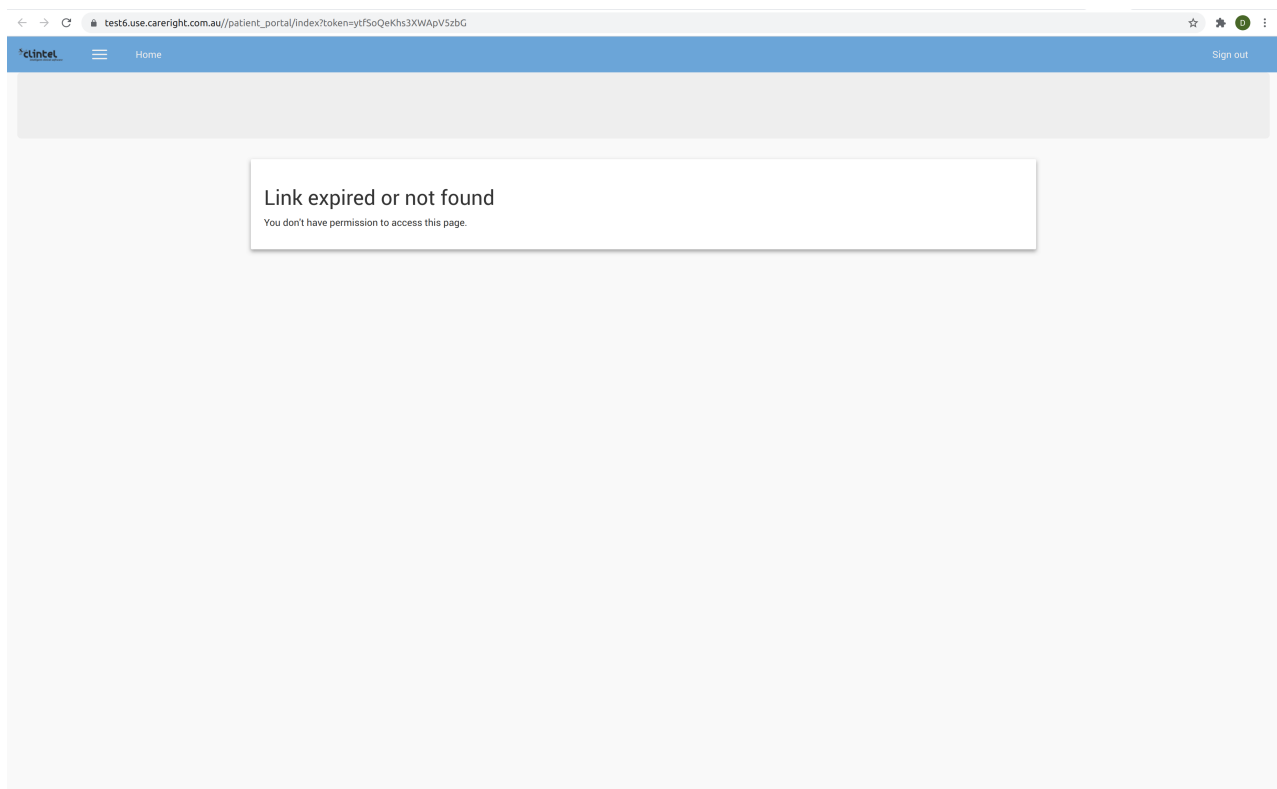 test6.use.careright.com.au//patient_portal/index?token=ytfSoQeKhs3XWApV5zbG
D
clintel
Home
Sign out
Link expired or not found
You don't have permission to access this page.